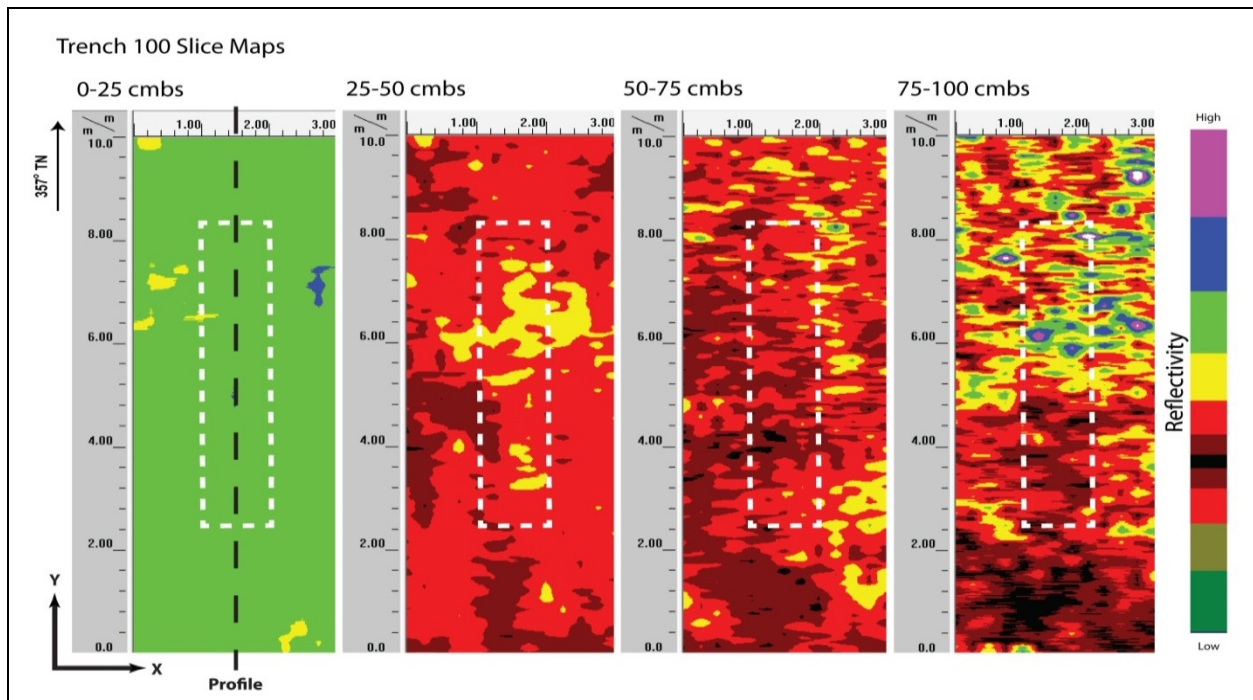 Trench 100 Slice Maps
0-25 cmbs
25-50 cmbs
50-75 cmbs
75-100 cmbs
m
m
1.00
2.00
3.00
m
m
1.00
2.00
3.00
m
m
1.00
2.00
3.00
m
m
1.00
2.00
3.00
High
357° TN
10.0
8.00
6.00
4.00
2.00
0.0
10.0
8.00
6.00
4.00
2.00
0.0
10.0
8.00
6.00
4.00
2.00
0.0
10.0
8.00
6.00
4.00
2.00
0.0
Reflectivity
Low
Y
X
Profile